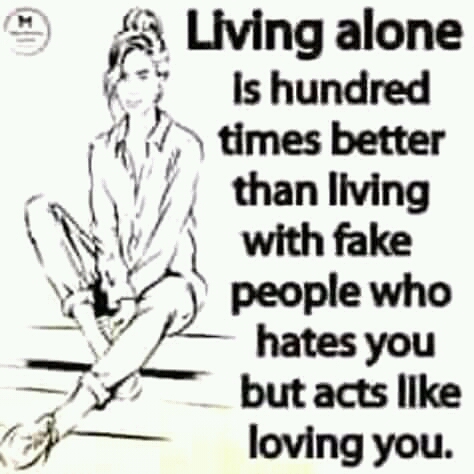 Living alone
is hundred
times better
than living
with fake
people who
hates you
but acts like
loving you.